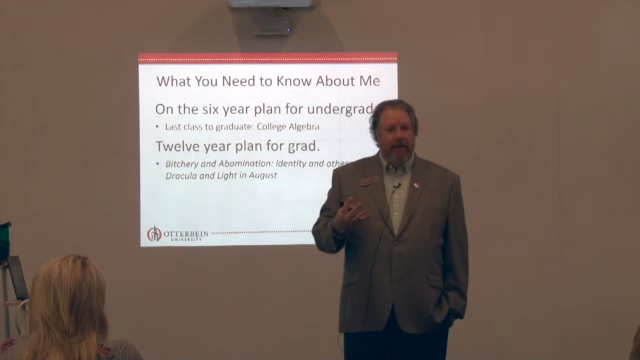 What You Need to Know About Me
On the six year plan for undergrad
• Last class to graduate: College Algebra
Twelve year plan for grad.
• Bitchery and Abomination: identity and other
Dracula and Light in August
OTTERBEIN
UNIVERSITY